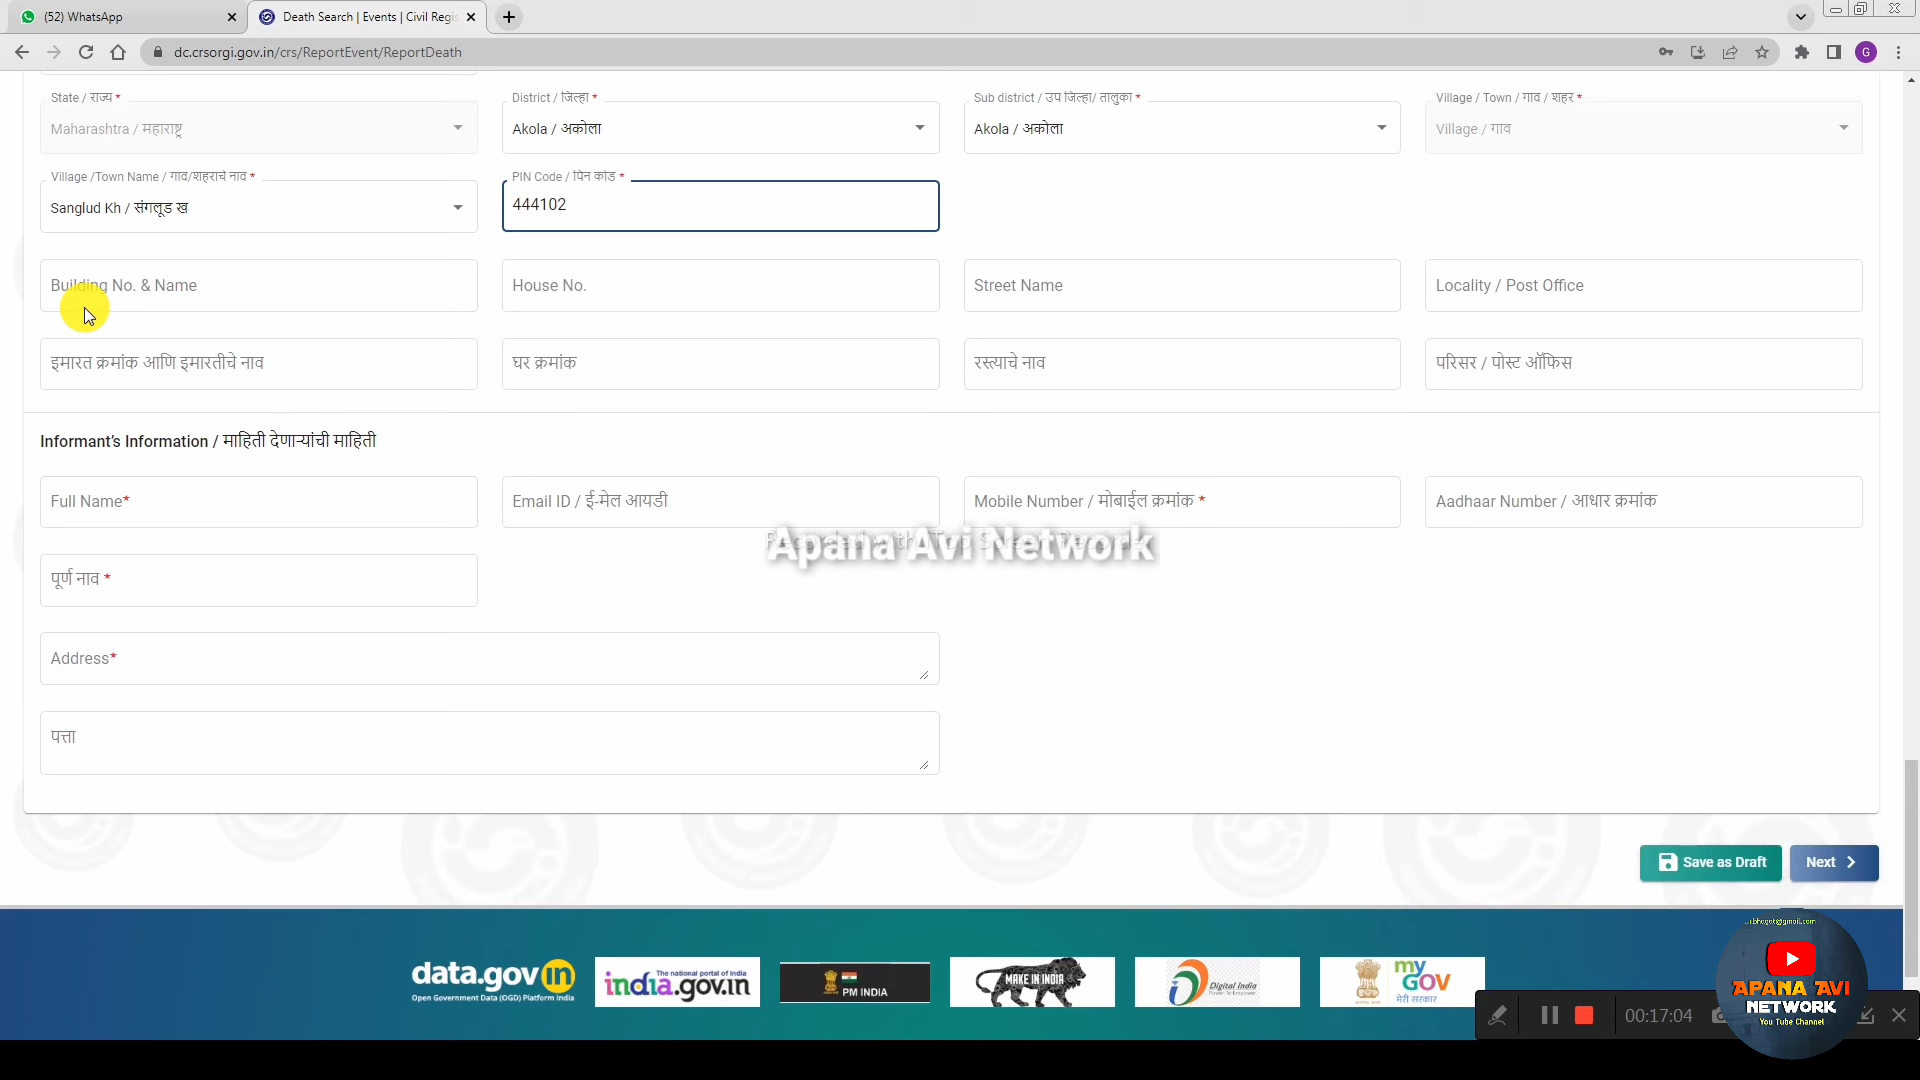 (52) WhatsApp
Death Search | Events | Civil Regis
dc.crsorgi.gov.in/crs/ReportEvent/ReportDeath
G
State / राज्य *
District / जिल्हा *
Sub district / उप जिल्हा/ तालुका *
Village / Town / गाव / शहर *
Maharashtra / महाराष्ट्र
Akola / अकोला
Akola / अकोला
Village / गाव
Village /Town Name / गाव/शहराचे नाव *
PIN Code / पिन कोड *
Sanglud Kh / संगलूड ख
444102
Building No. & Name
House No.
Street Name
Locality / Post Office
इमारत क्रमांक आणि इमारतीचे नाव
घर क्रमांक
रस्त्याचे नाव
परिसर / पोस्ट ऑफिस
Informant's Information / माहिती देणाऱ्यांची माहिती
Full Name*
Email ID / ई-मेल आयडी
Mobile Number / मोबाईल क्रमांक *
Aadhaar Number / आधार क्रमांक
Apana Avi Network
पूर्ण नाव *
Address*
पत्ता
Save as Draft
Next
data.gov in
Open Government Data (OGD) Platform India
The national portal of India
india.gov.in
PM INDIA
MAKE IN INDIA
Digital India
Power To Empower
my GOV
मेरी सरकार
00:17:04
APANA AVI
NETWORK
You Tube Channel